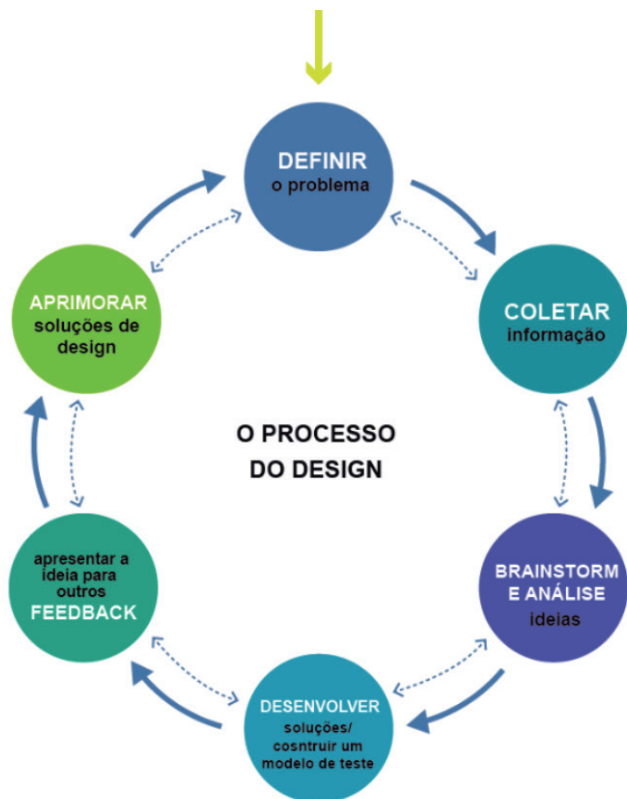 DEFINIR
o problema
COLETAR
informação
BRAINSTORM
E ANÁLISE
ideias
DESENVOLVER
soluções/
cosntruir um
modelo de teste
apresentar a
ideia para
outros
FEEDBACK
APRIMORAR
soluções de
design
O PROCESSO
DO DESIGN